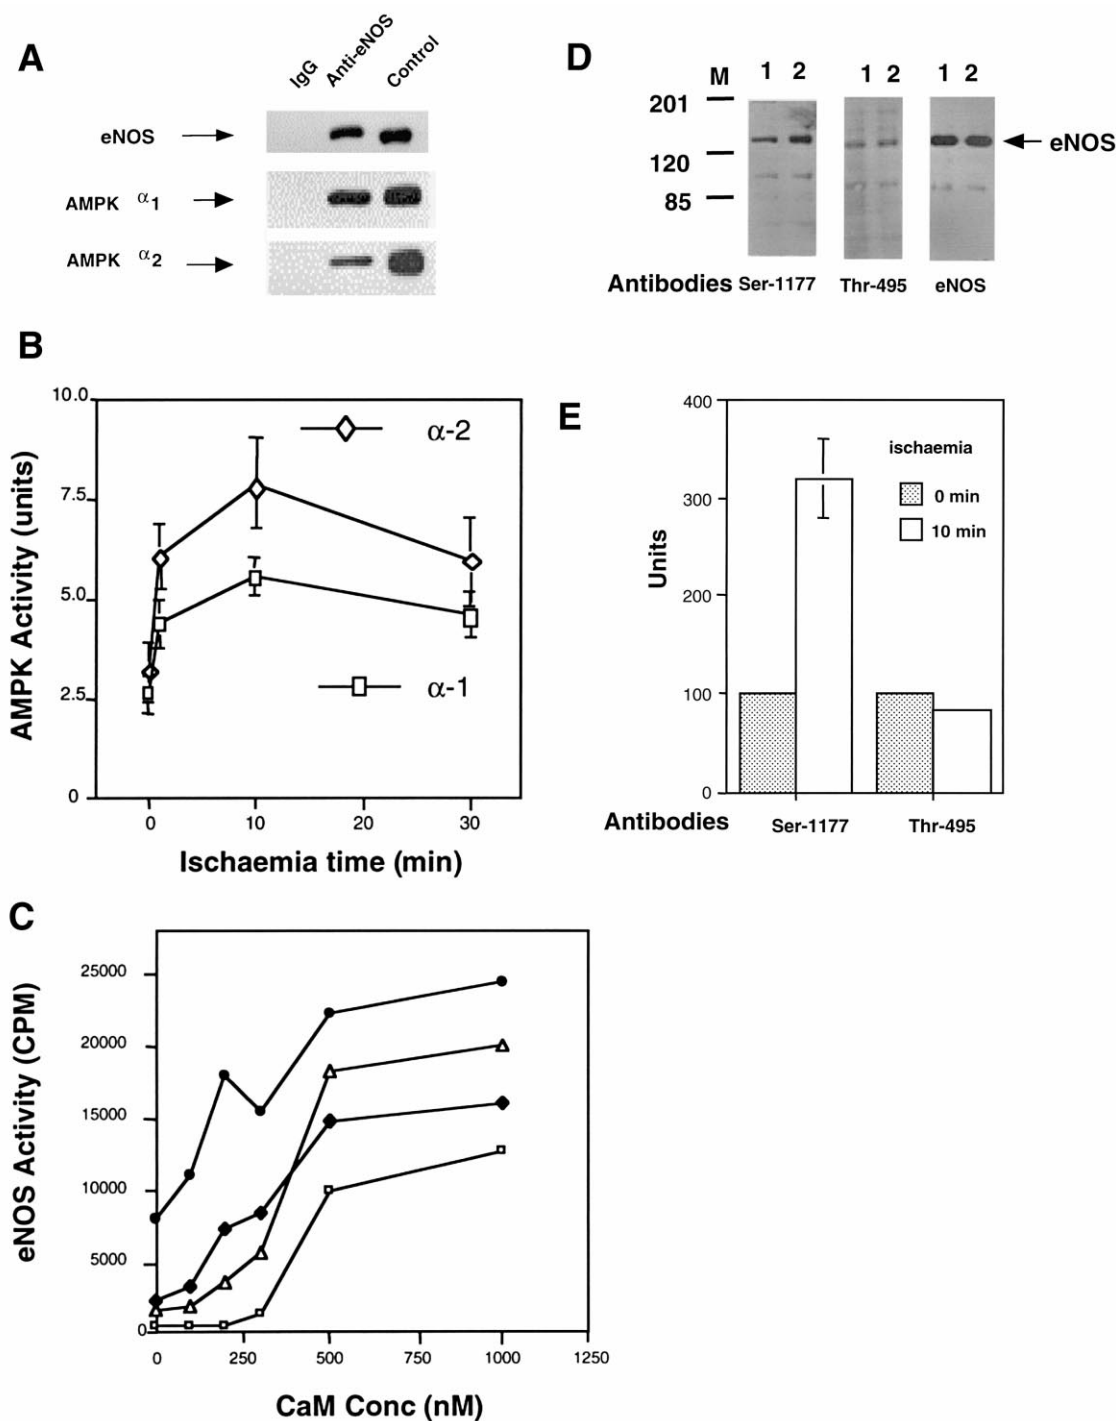 A
IgG
Anti-eNOS
Control
eNOS
AMPK α1
AMPK α2
B
10.0
7.5
5.0
2.5
0
AMPK Activity (units)
α-2
α-1
0 10 20 30
Ischaemia time (min)
C
25000
20000
15000
10000
5000
0
eNOS Activity (CPM)
0 250 500 750 1000 1250
CaM Conc (nM)
D
M 1 2 1 2 1 2
201
120
85
eNOS
Antibodies Ser-1177 Thr-495 eNOS
E
400
300
200
100
0
Units
ischaemia
0 min
10 min
Antibodies Ser-1177 Thr-495